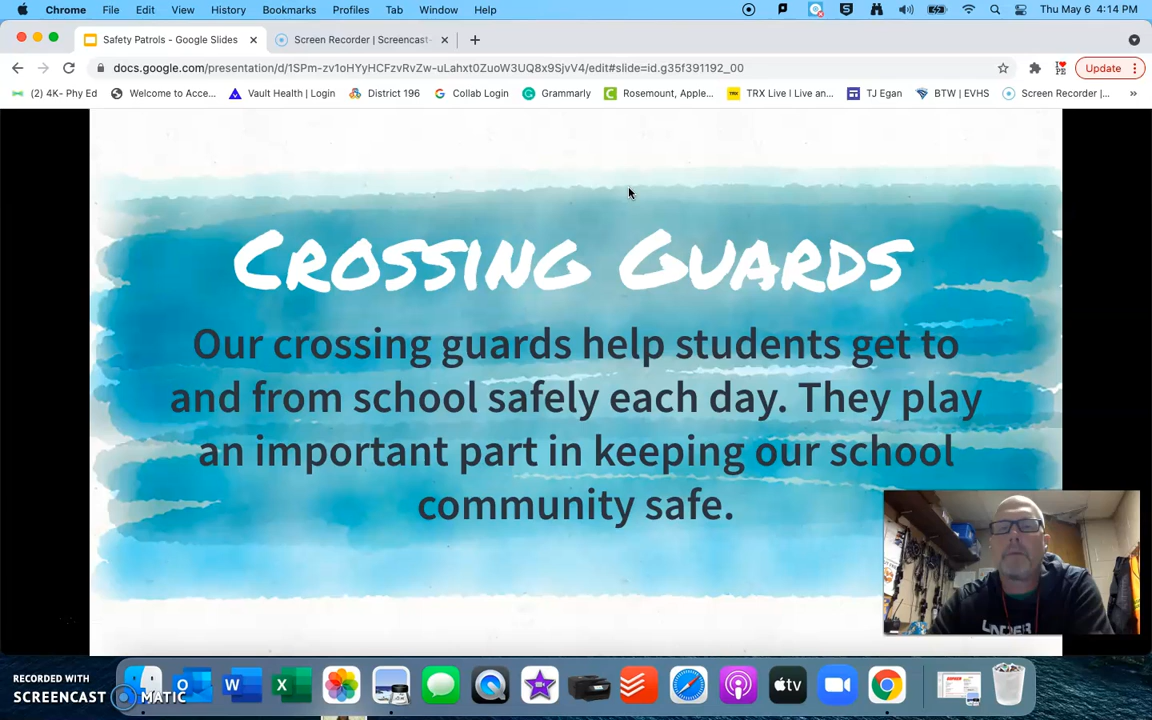 Chrome File Edit View History Bookmarks Profiles Tab Window Help Thu May 6 4:14 PM
Safety Patrols - Google Slides Screen Recorder | Screencast-
docs.google.com/presentation/d/1SPm-zv1oHYyHCFzvRvZw-uLahxt0ZuoW3UQ8x9SjvV4/edit#slide=id.g35f391192_00 Update
(2) 4K- Phy Ed Welcome to Acce... Vault Health | Login District 196 Collab Login Grammarly Rosemount, Apple... TRX Live I Live an... TJ Egan BTW | EVHS Screen Recorder |... »
Crossing Guards
Our crossing guards help students get to
and from school safely each day. They play
an important part in keeping our school
community safe.
RECORDED WITH
SCREENCAST MATIC
tv